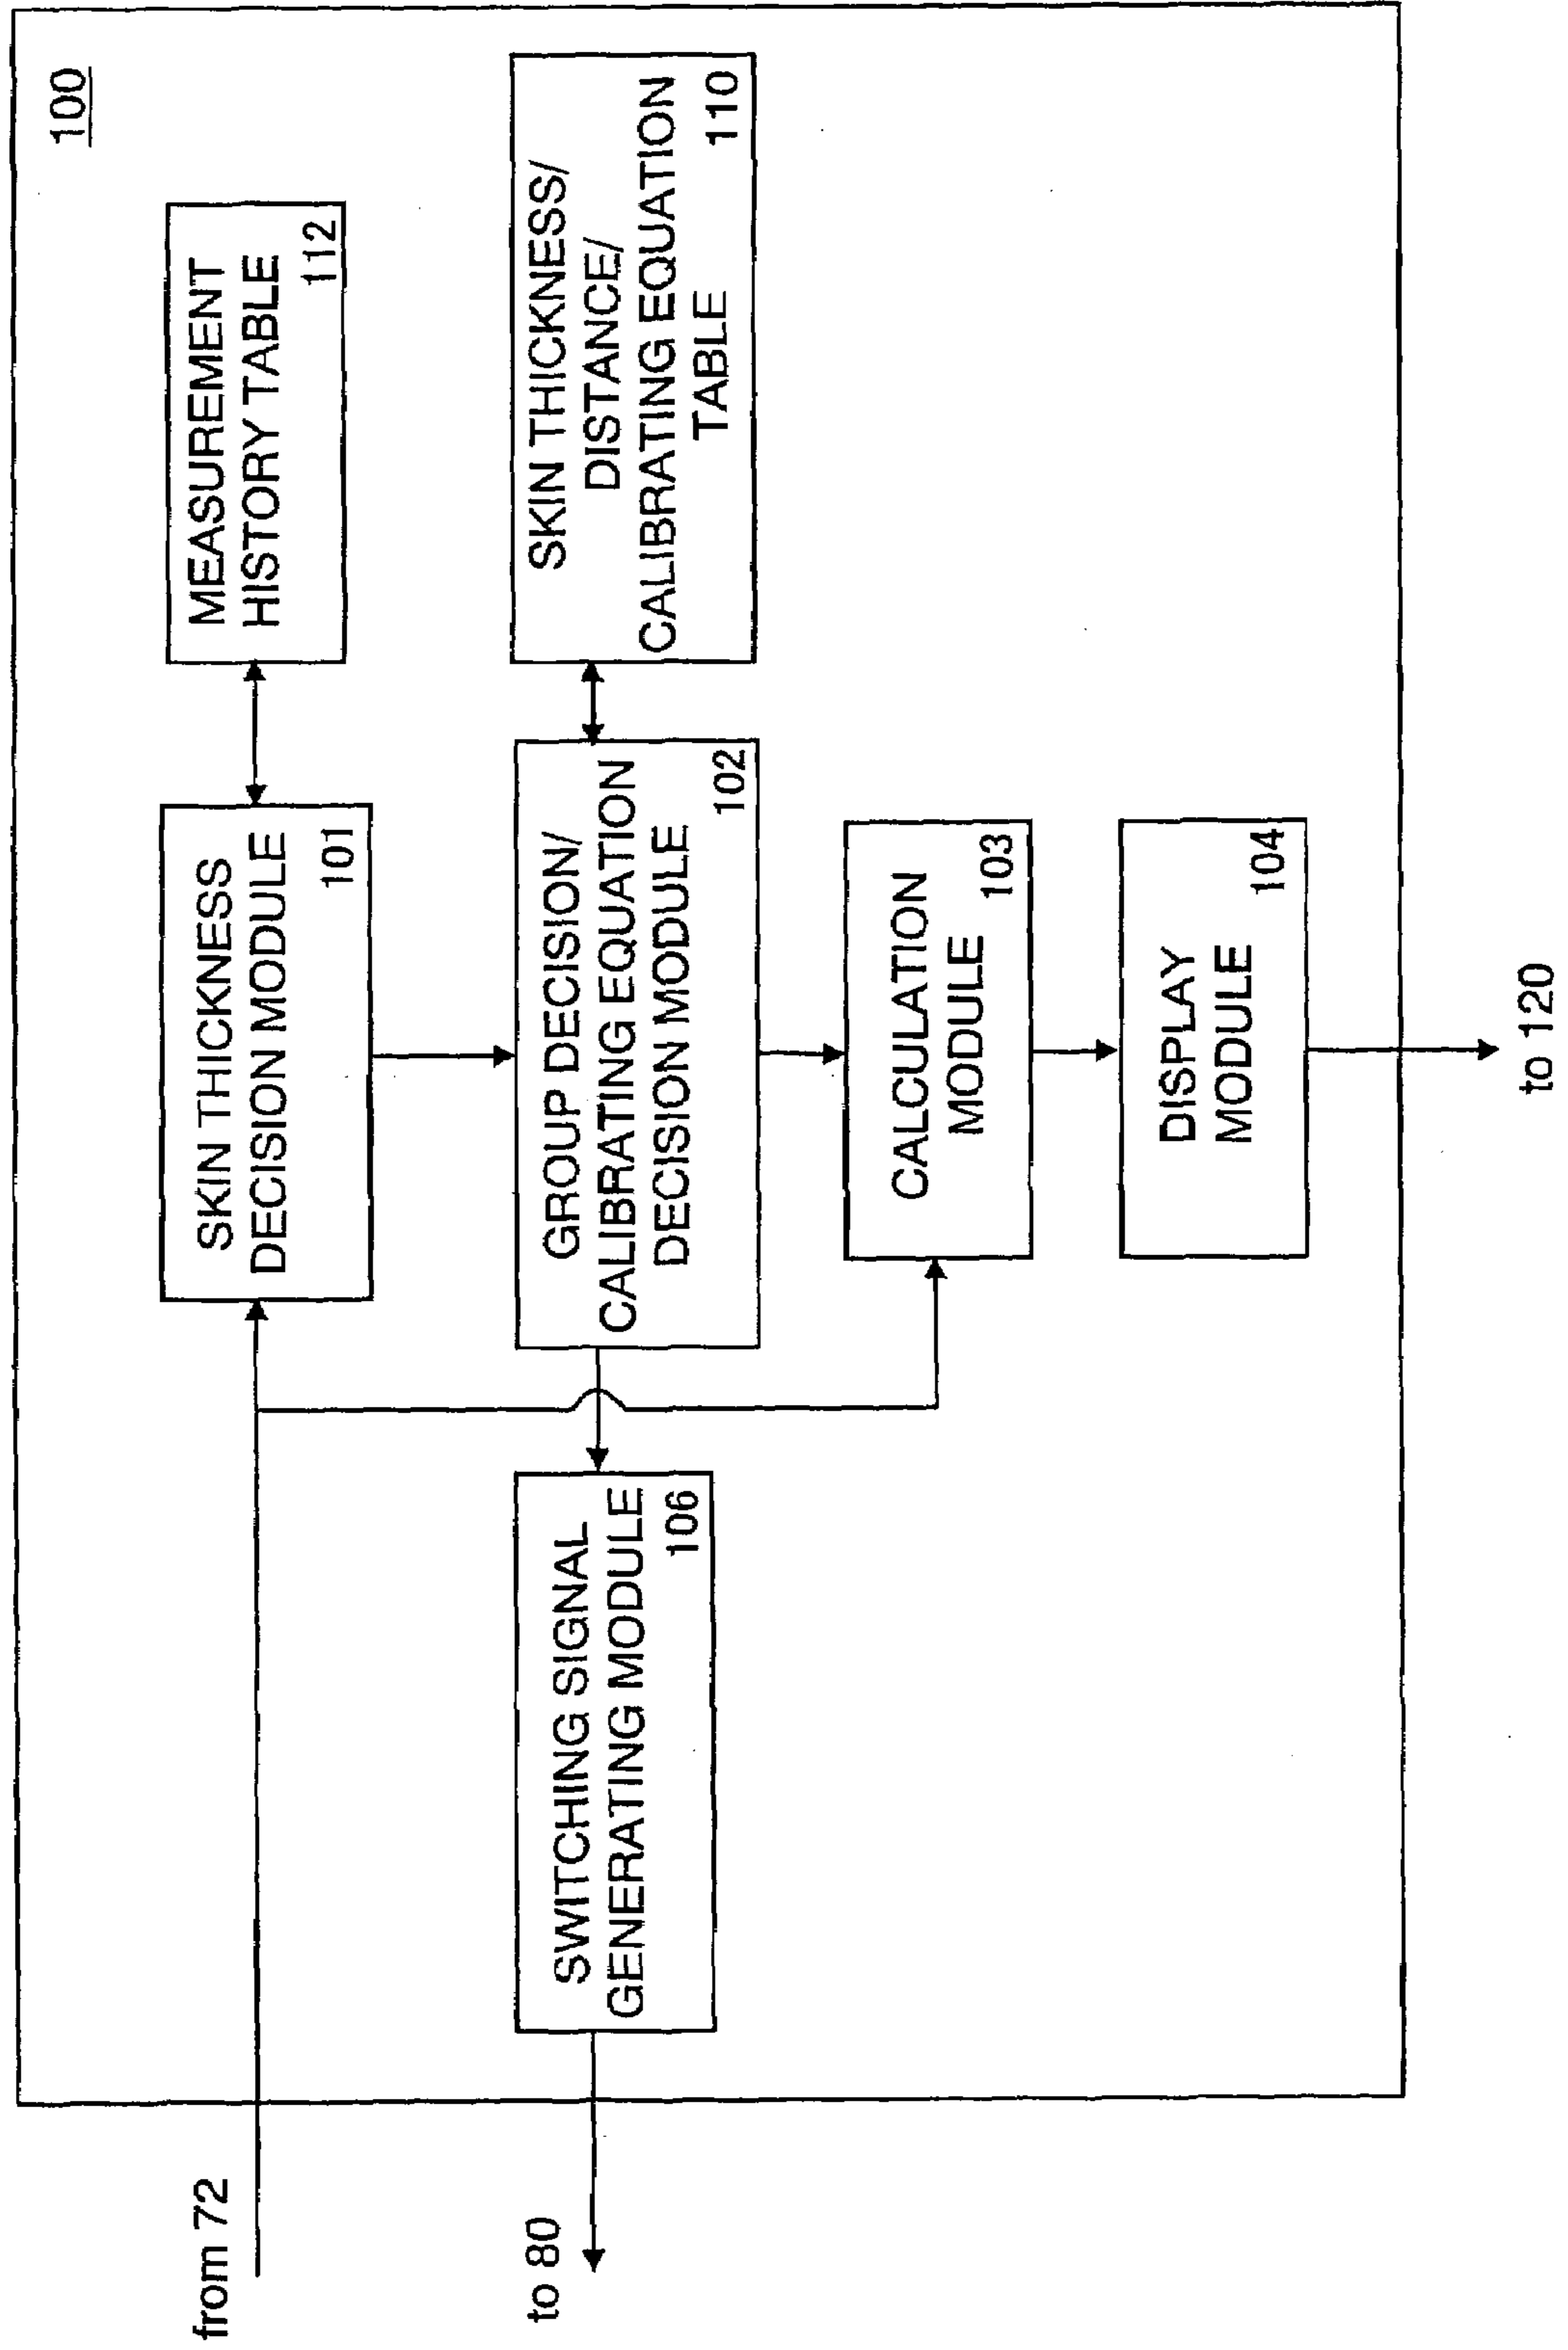 100
from 72
SKIN THICKNESS
DECISION MODULE
101
MEASUREMENT
HISTORY TABLE
112
to 80
SWITCHING SIGNAL
GENERATING MODULE
106
GROUP DECISION/
CALIBRATING EQUATION
DECISION MODULE
102
SKIN THICKNESS/
DISTANCE/
CALIBRATING EQUATION
TABLE
110
CALCULATION
MODULE
103
DISPLAY
MODULE
104
to 120